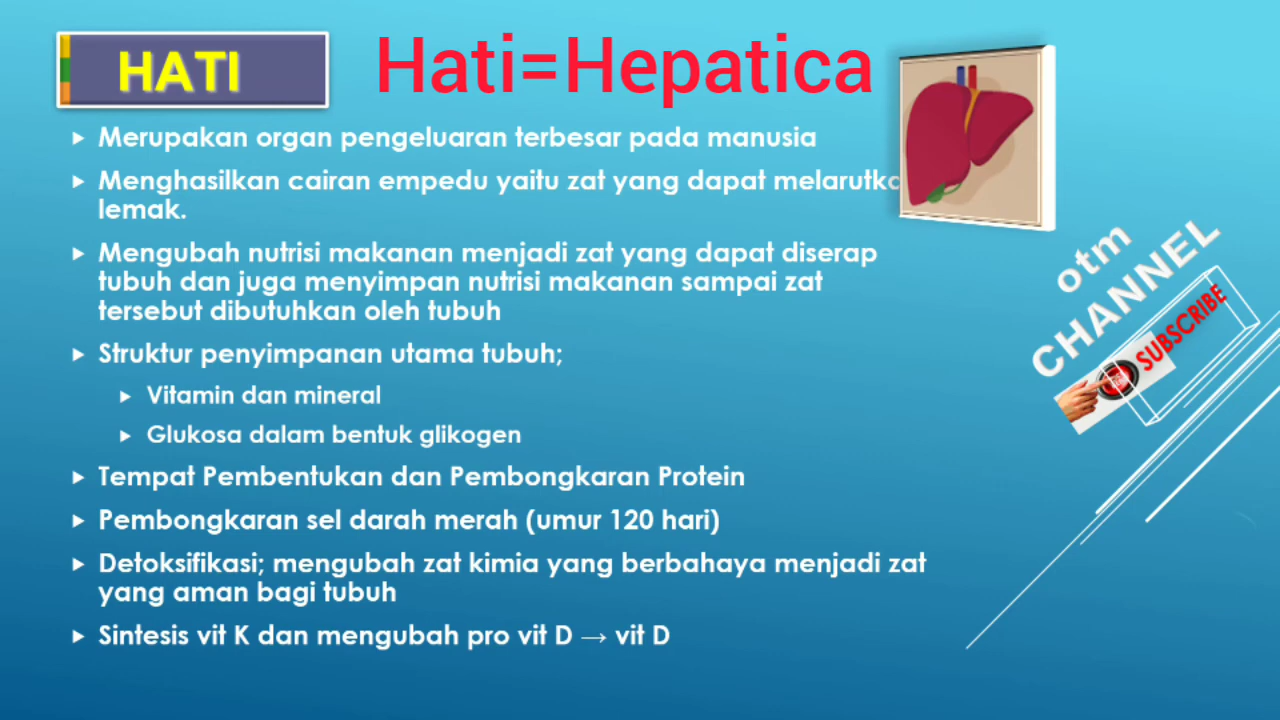 HATI
Hati=Hepatica
Merupakan organ pengeluaran terbesar pada manusia
Menghasilkan cairan empedu yaitu zat yang dapat
lemak.
Mengubah nutrisi makanan menjadi zat yang dapat diserap
tubuh dan juga menyimpan nutrisi makanan sampai zat
tersebut dibutuhkan oleh tubuh
Struktur penyimpanan utama tubuh;
Vitamin dan mineral
Glukosa dalam bentuk glikogen
Tempat Pembentukan dan Pembongkaran Protein
Pembongkaran sel darah merah (umur 120 hari)
Detoksifikasi; mengubah zat kimia yang berbahaya menjadi zat
yang aman bagi tubuh
Sintesis vit K dan mengubah pro vit D → vit D
otm
CHANNEL
SUBSCRIBE